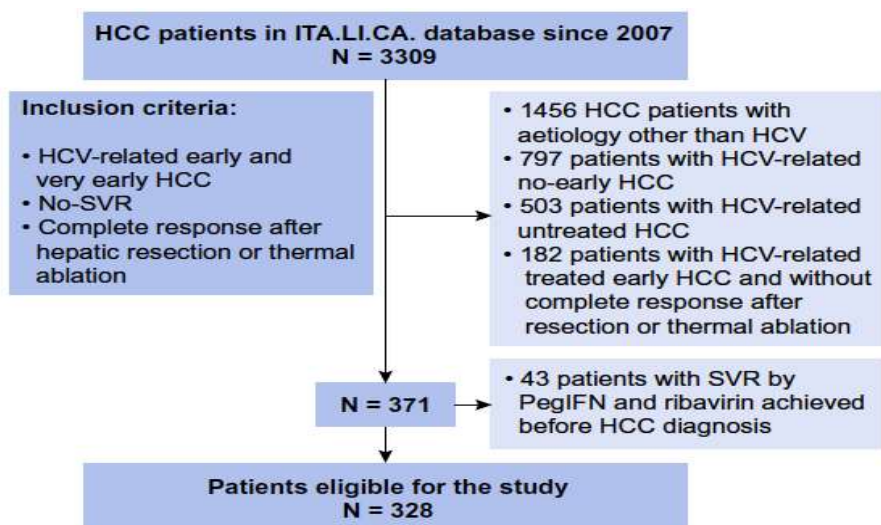 HCC patients in ITA.LI.CA. database since 2007
N = 3309
Inclusion criteria:
• HCV-related early and
very early HCC
• No-SVR
• Complete response after
hepatic resection or thermal
ablation
• 1456 HCC patients with
aetiology other than HCV
• 797 patients with HCV-related
no-early HCC
• 503 patients with HCV-related
untreated HCC
• 182 patients with HCV-related
treated early HCC and without
complete response after
resection or thermal ablation
N = 371
• 43 patients with SVR by
PegIFN and ribavirin achieved
before HCC diagnosis
Patients eligible for the study
N = 328